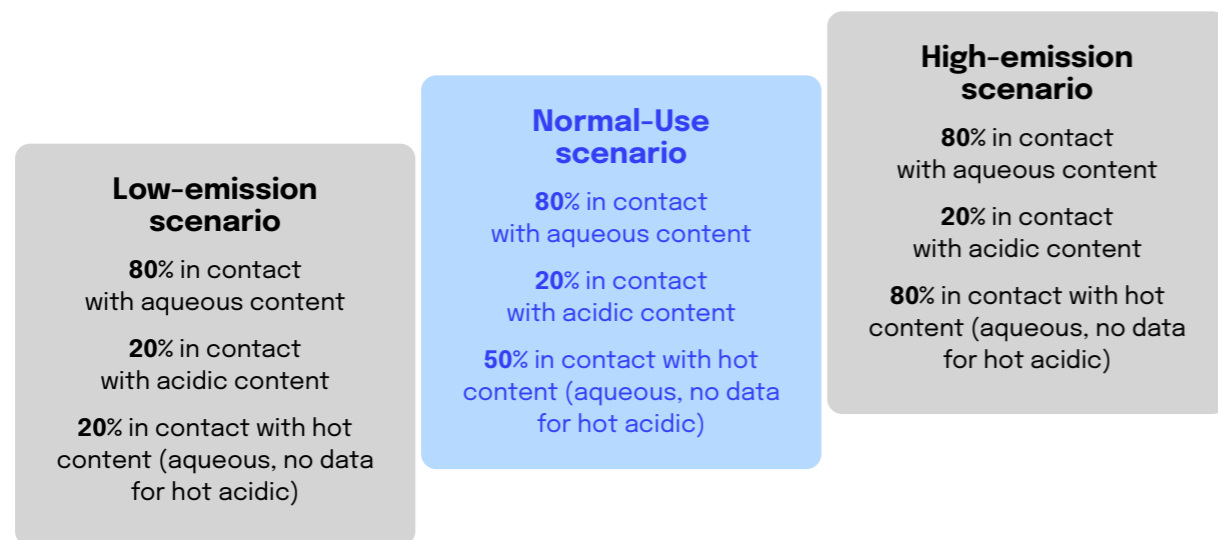 Low-emission
scenario
80% in contact
with aqueous content
20% in contact
with acidic content
20% in contact with hot
content (aqueous, no data
for hot acidic)
Normal-Use
scenario
80% in contact
with aqueous content
20% in contact
with acidic content
50% in contact with hot
content (aqueous, no data
for hot acidic)
High-emission
scenario
80% in contact
with aqueous content
20% in contact
with acidic content
80% in contact with hot
content (aqueous, no data
for hot acidic)